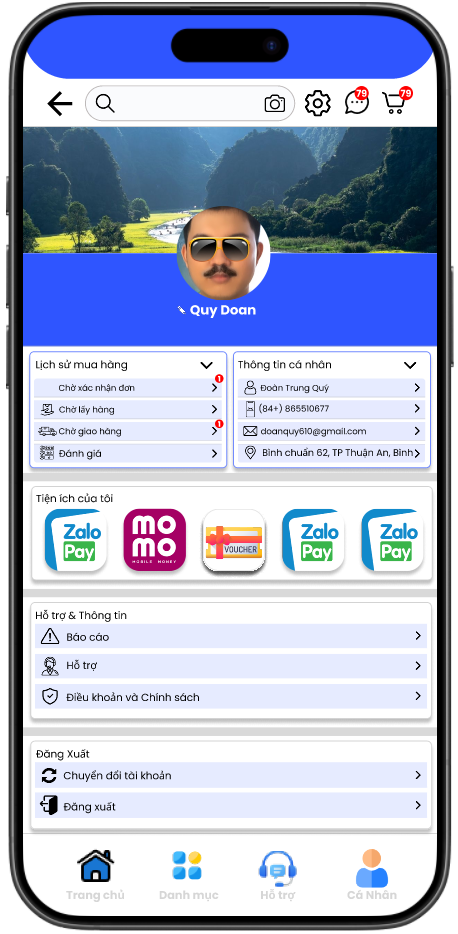 79
79
Quy Doan
Lịch sử mua hàng
Chờ xác nhận đơn
1
Chờ lấy hàng
Chờ giao hàng
1
Đánh giá
Thông tin cá nhân
Đoàn Trung Quý
(84+) 865510677
doanquy610@gmail.com
Bình chuẩn 62, TP Thuận An, Bình
Tiện ích của tôi
Zalo
Pay
mo
mo
MOBILE MONEY
VOUCHER
Zalo
Pay
Zalo
Pay
Hỗ trợ & Thông tin
Báo cáo
Hỗ trợ
Điều khoản và Chính sách
Đăng Xuất
Chuyển đổi tài khoản
Đăng xuất
Trang chủ
Danh mục
Hỗ trợ
Cá Nhân